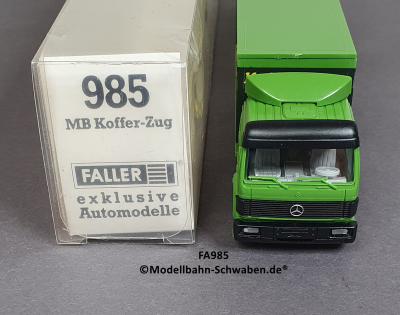 985
MB Koffer-Zug
FALLER
exklusive
Automodelle
FA985
©Modellbahn-Schwaben.de®